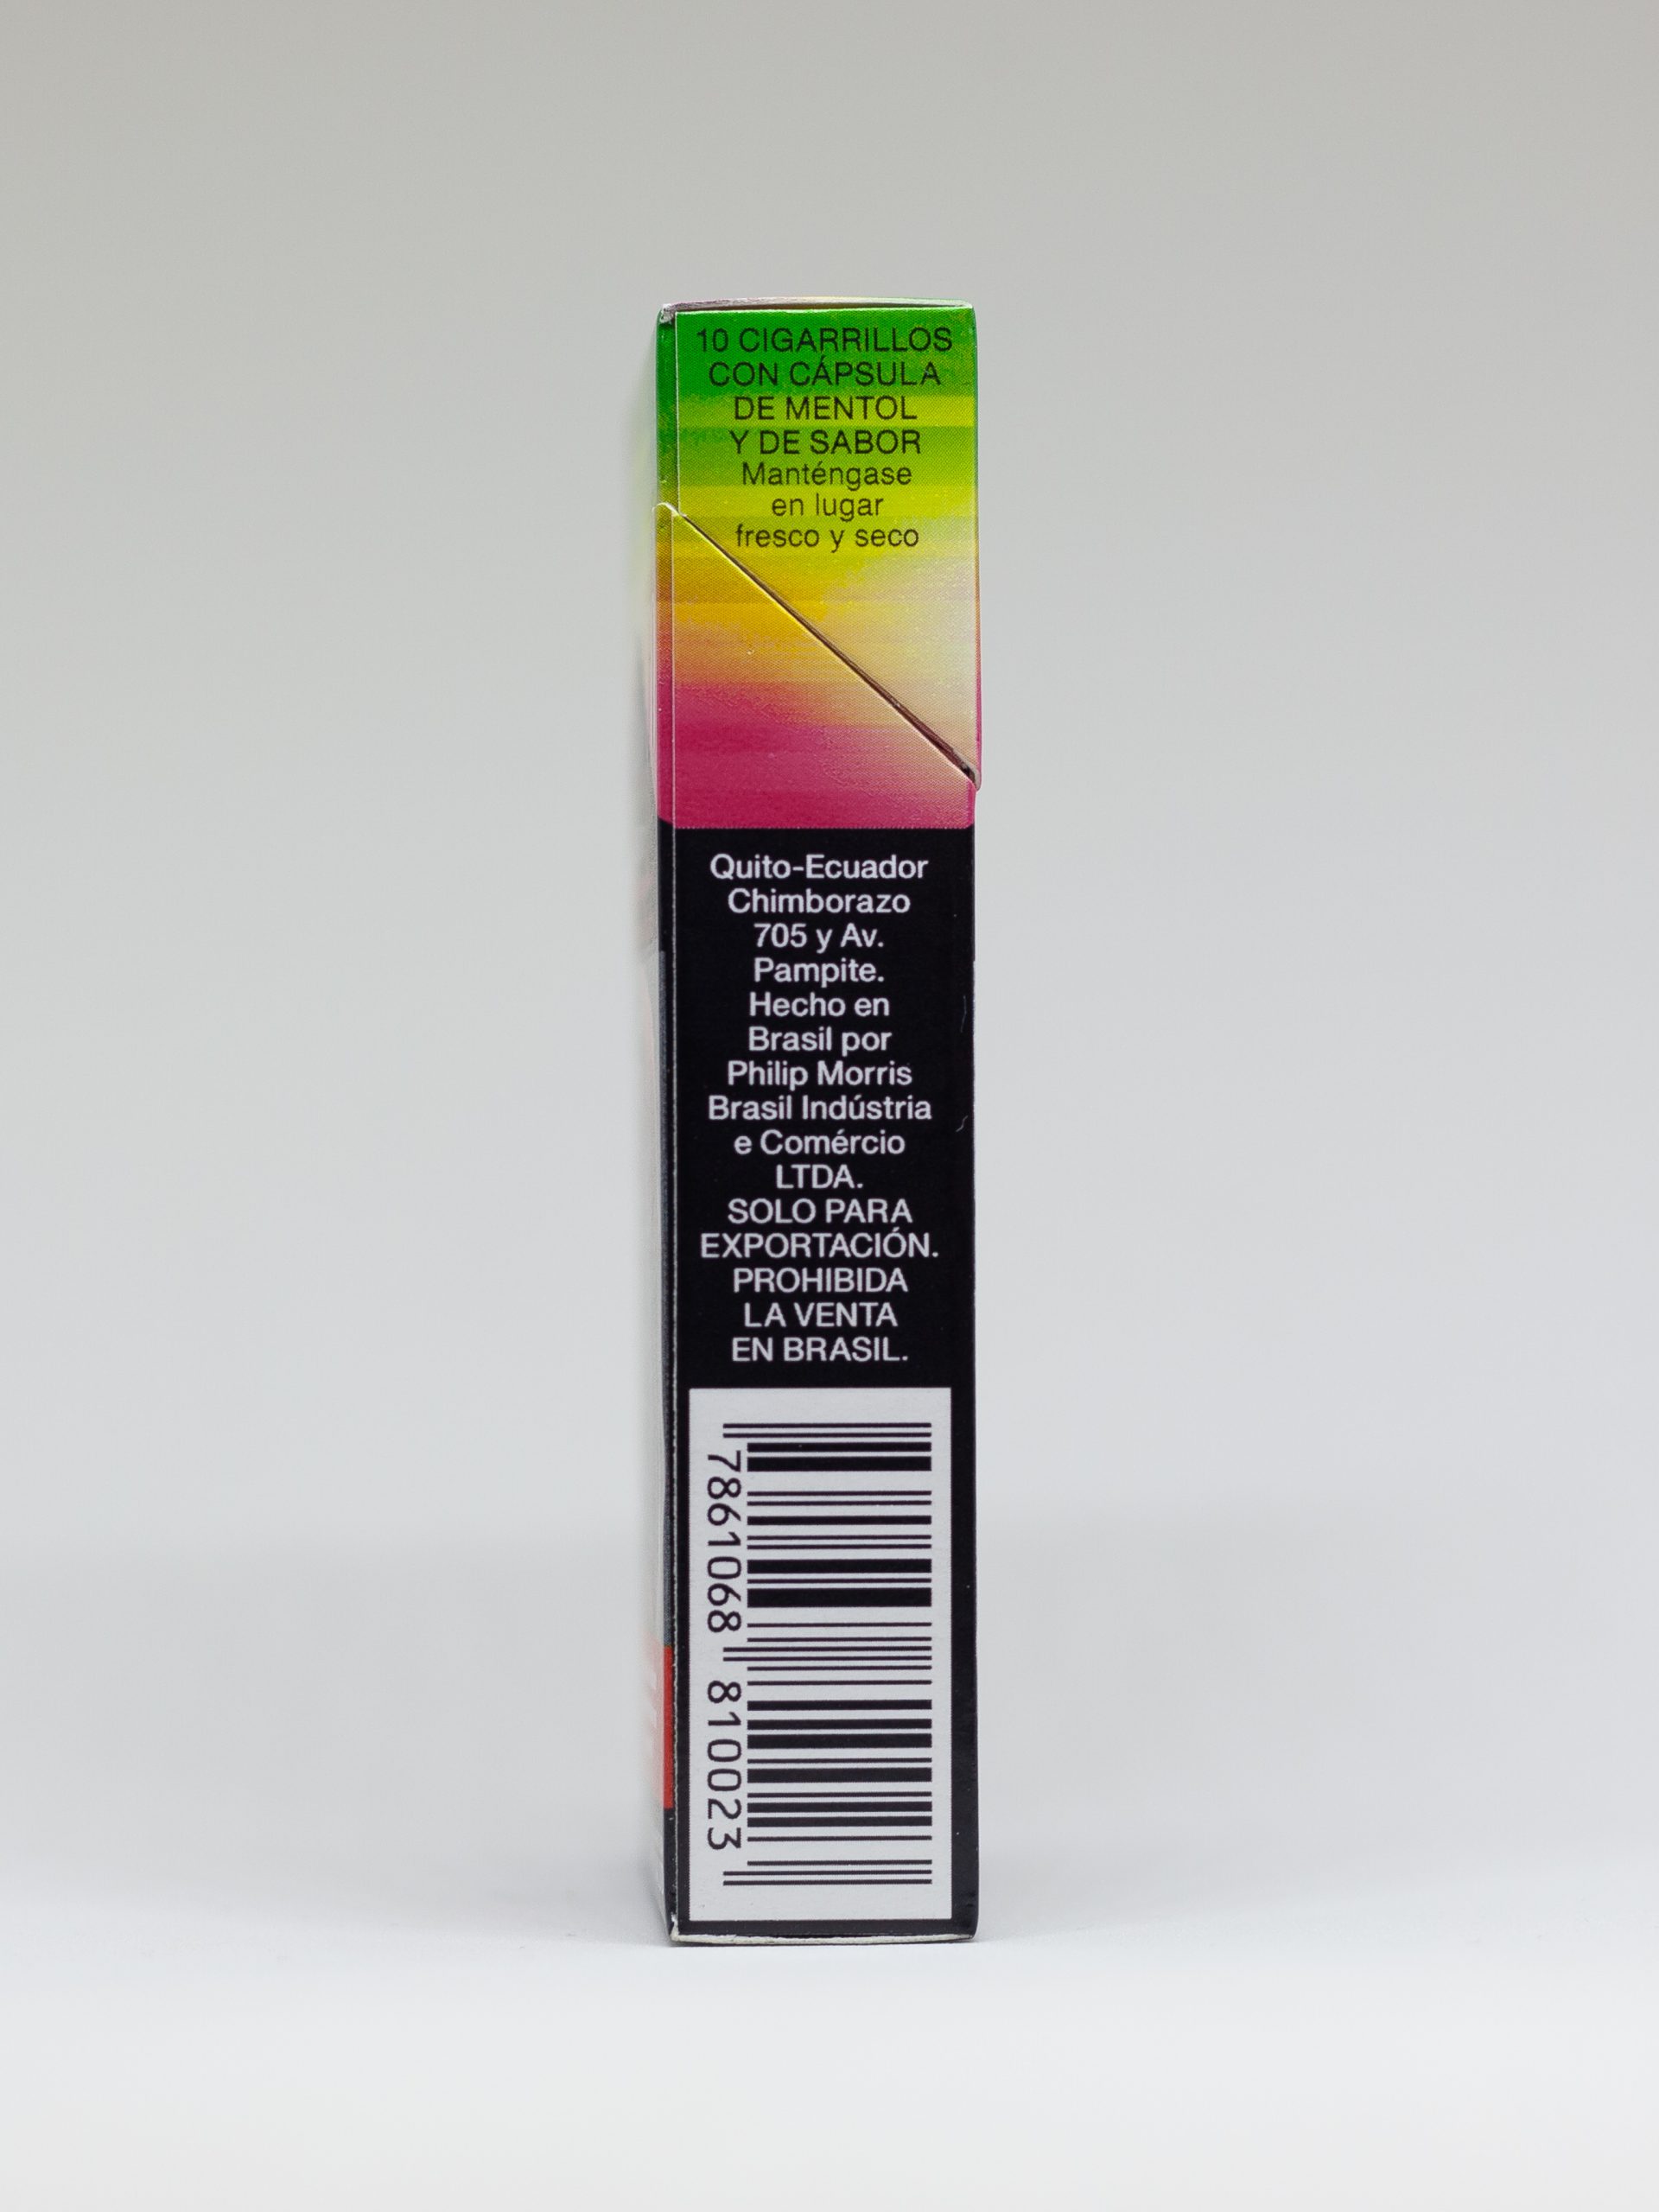 10 CIGARRILLOS
CON CÁPSULA
DE MENTOL
Y DE SABOR
Manténgase
en lugar
fresco y seco
Quito-Ecuador
Chimborazo
705 y Av.
Pampite.
Hecho en
Brasil por
Philip Morris
Brasil Indústria
e Comércio
LTDA.
SOLO PARA
EXPORTACIÓN.
PROHIBIDA
LA VENTA
EN BRASIL.
7861068 810023